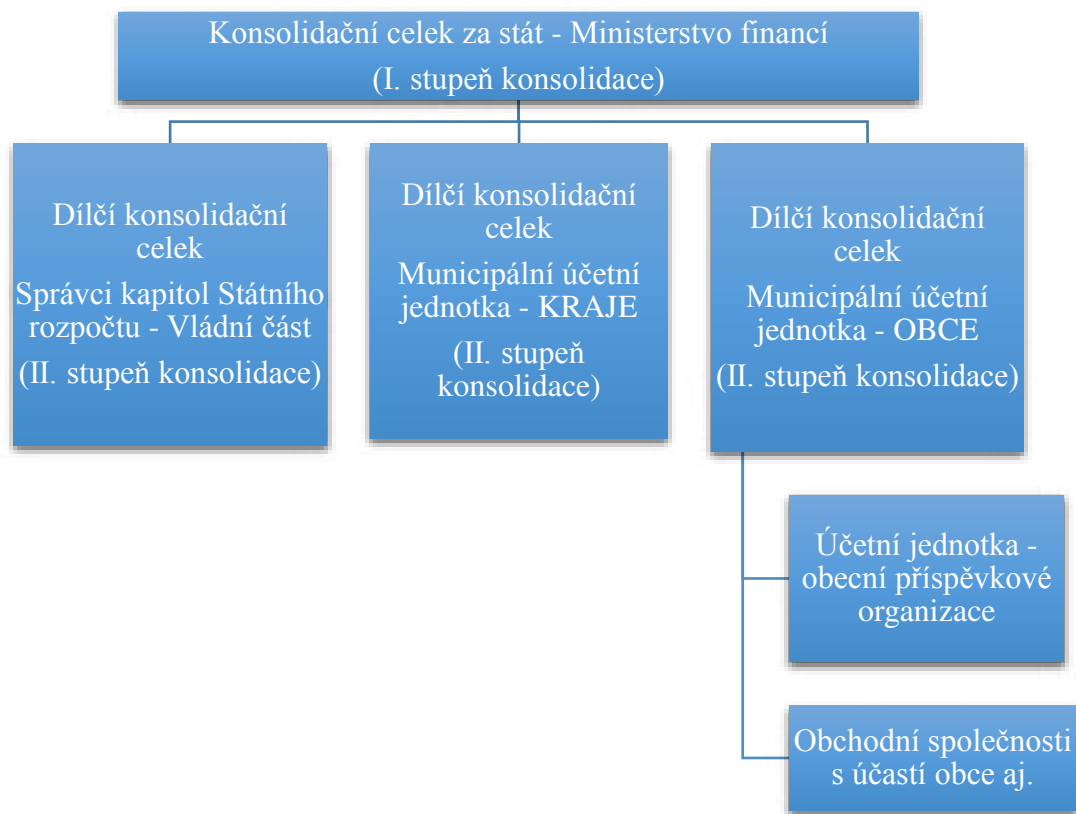 Konsolidační celek za stát - Ministerstvo financí
(I. stupeň konsolidace)
Dílčí konsolidační
celek
Správci kapitol Státního
rozpočtu - Vládní část
(II. stupeň konsolidace)
Dílčí konsolidační
celek
Municipální účetní
jednotka - KRAJE
(II. stupeň
konsolidace)
Dílčí konsolidační
celek
Municipální účetní
jednotka - OBCE
(II. stupeň konsolidace)
Účetní jednotka -
obecní příspěvkové
organizace
Obchodní společnosti
s účastí obce aj.